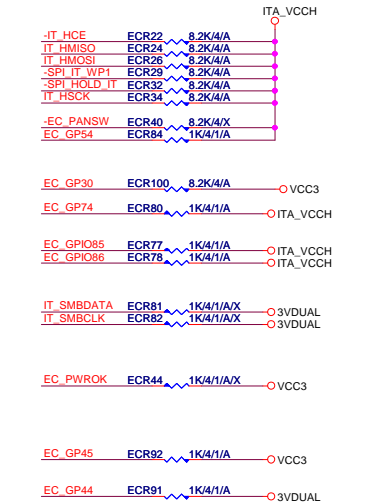 ITA_VCCH
-IT_HCE ECR22 8.2K/4/A
IT_HMISO ECR24 8.2K/4/A
IT_HMOSI ECR26 8.2K/4/A
-SPI_IT_WP1 ECR29 8.2K/4/A
-SPI_HOLD_IT ECR32 8.2K/4/A
IT_HSCK ECR34 8.2K/4/A
-EC_PANSW ECR40 8.2K/4/X
EC_GP54 ECR84 1K/4/1/A
EC_GP30 ECR100 8.2K/4/A VCC3
EC_GP74 ECR80 1K/4/1/A ITA_VCCH
EC_GPIO85 ECR77 1K/4/1/A ITA_VCCH
EC_GPIO86 ECR78 1K/4/1/A ITA_VCCH
IT_SMBDATA ECR81 1K/4/1/A/X 3VDUAL
IT_SMBCLK ECR82 1K/4/1/A/X 3VDUAL
EC_PWROK ECR44 1K/4/1/A/X VCC3
EC_GP45 ECR92 1K/4/1/A VCC3
EC_GP44 ECR91 1K/4/1/A 3VDUAL